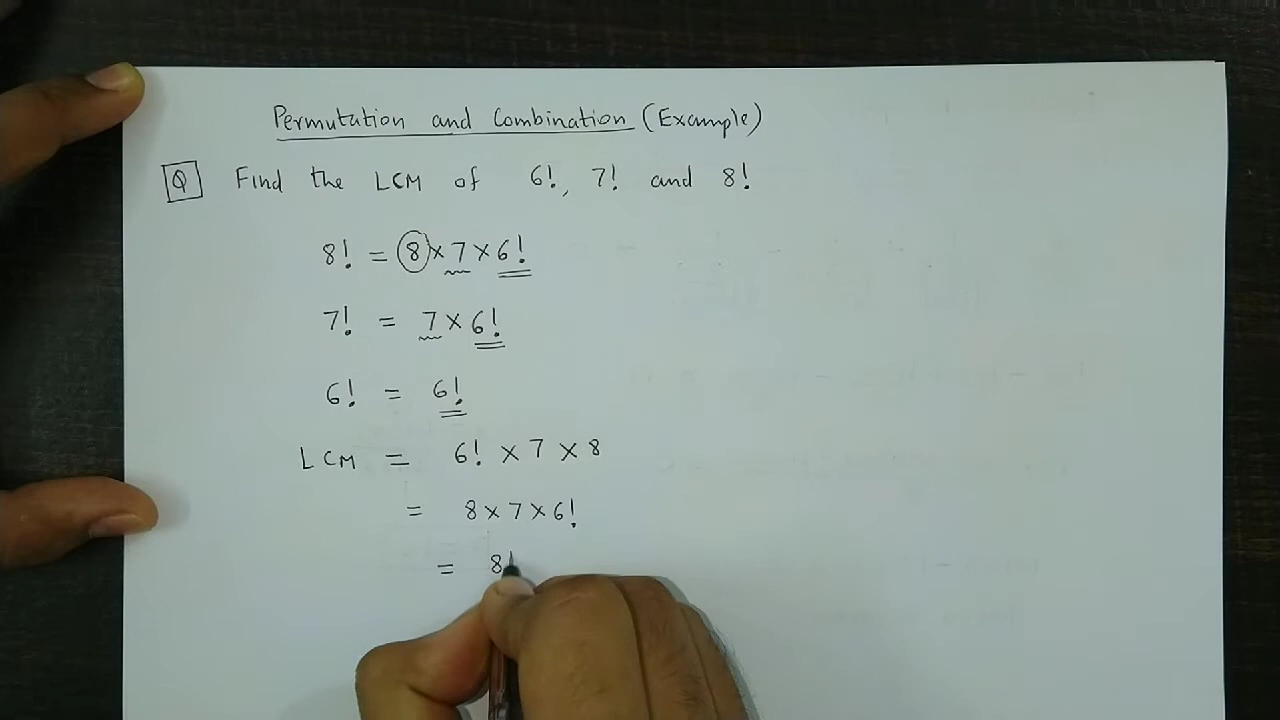 Permutation and Combination (Example)
Q Find the LCM of 6!, 7! and 8!
8! = 8 × 7 × 6!
7! = 7 × 6!
6! = 6!
LCM = 6! × 7 × 8
= 8 × 7 × 6!
= 8!